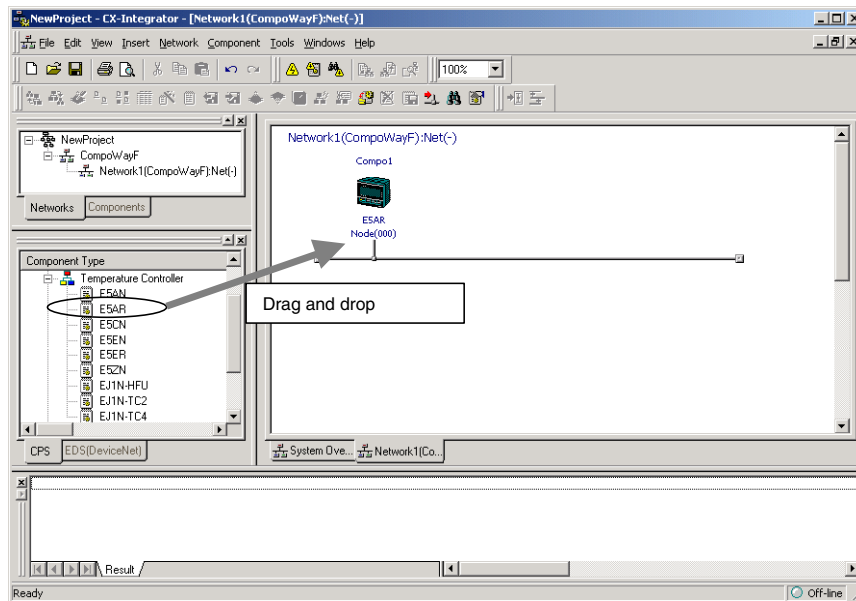 NewProject - CX-Integrator - [Network1(CompoWayF):Net(-)]
File Edit View Insert Network Component Tools Windows Help
100%
NewProject
CompoWayF
Network1(CompoWayF):Net(-)
Networks Components
Network1(CompoWayF):Net(-)
Compo1
E5AR
Node(000)
Component Type
Temperature Controller
E5AN
E5AR
E5CN
E5EN
E5ER
E5ZN
EJ1N-HFU
EJ1N-TC2
EJ1N-TC4
CPS EDS(DeviceNet)
Drag and drop
System Ove... Network1(Co...
Result
Ready Off-line